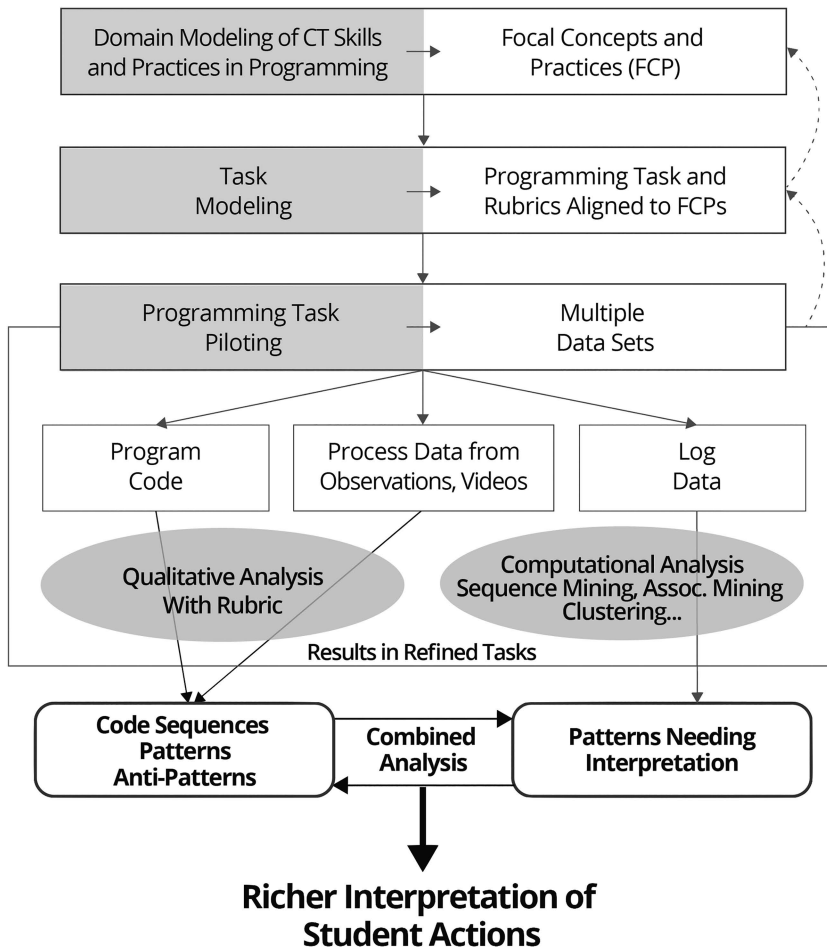 Domain Modeling of CT Skills
and Practices in Programming
Focal Concepts and
Practices (FCP)
Task
Modeling
Programming Task and
Rubrics Aligned to FCPs
Programming Task
Piloting
Multiple
Data Sets
Program
Code
Process Data from
Observations, Videos
Log
Data
Qualitative Analysis
With Rubric
Computational Analysis
Sequence Mining, Assoc. Mining
Clustering...
Results in Refined Tasks
Code Sequences
Patterns
Anti-Patterns
Combined
Analysis
Patterns Needing
Interpretation
Richer Interpretation of
Student Actions